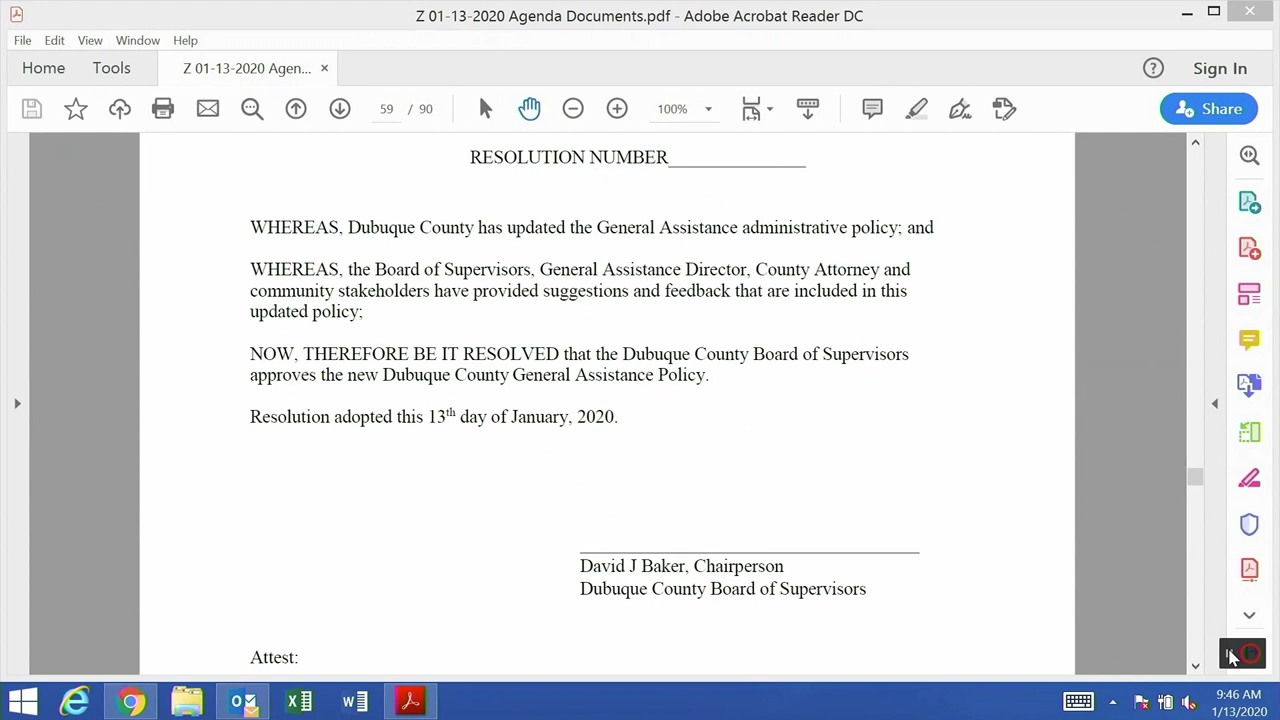 Z 01-13-2020 Agenda Documents.pdf - Adobe Acrobat Reader DC
File Edit View Window Help
Home Tools Z 01-13-2020 Agen... × Sign In
59 / 90 100% Share
RESOLUTION NUMBER_______________
WHEREAS, Dubuque County has updated the General Assistance administrative policy; and
WHEREAS, the Board of Supervisors, General Assistance Director, County Attorney and
community stakeholders have provided suggestions and feedback that are included in this
updated policy;
NOW, THEREFORE BE IT RESOLVED that the Dubuque County Board of Supervisors
approves the new Dubuque County General Assistance Policy.
Resolution adopted this 13th day of January, 2020.
David J Baker, Chairperson
Dubuque County Board of Supervisors
Attest:
9:46 AM
1/13/2020